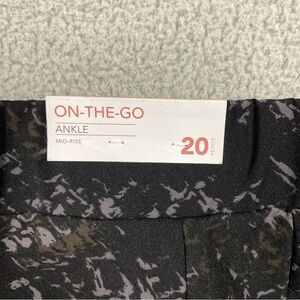 ON-THE-GO
ANKLE
MID-RISE
20
PETITE